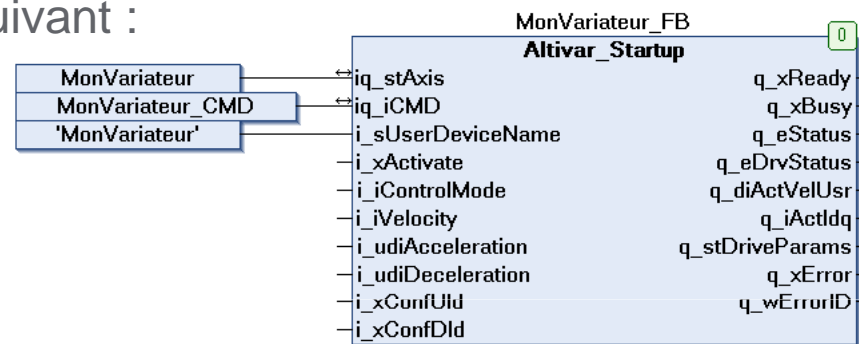 uivant :
MonVariateur_FB
0
Altivar_Startup
MonVariateur iq_stAxis q_xReady
MonVariateur_CMD iq_iCMD q_xBusy
'MonVariateur' i_sUserDeviceName q_eStatus
i_xActivate q_eDrvStatus
i_iControlMode q_diActVelUsr
i_iVelocity q_iActIdq
i_udiAcceleration q_stDriveParams
i_udiDeceleration q_xError
i_xConfUld q_wErrorID
i_xConfDld